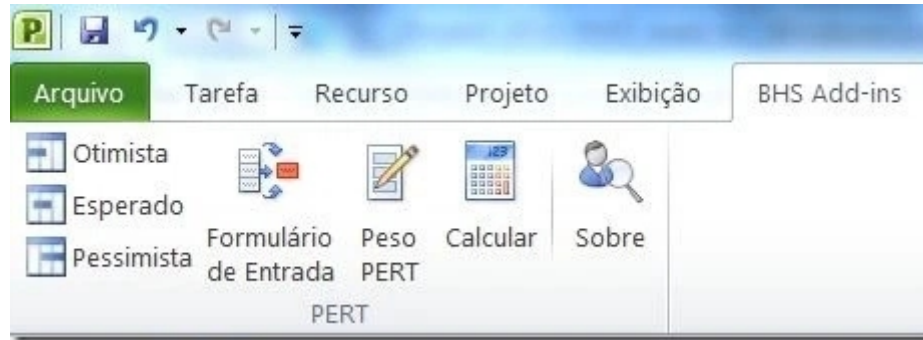 Arquivo Tarefa Recurso Projeto Exibição BHS Add-ins
Otimista
Esperado
Pessimista
Formulário
de Entrada
Peso
PERT
Calcular
Sobre
PERT